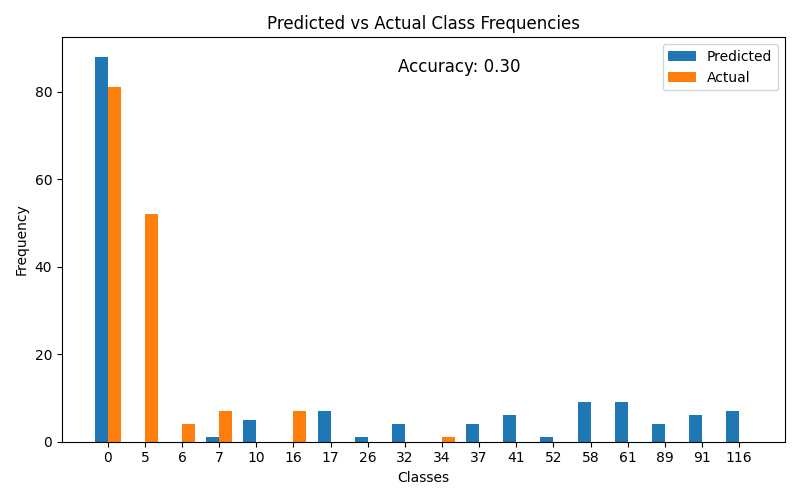 Predicted vs Actual Class Frequencies
Accuracy: 0.30
Predicted
Actual
Frequency
80
60
40
20
0
0 5 6 7 10 16 17 26 32 34 37 41 52 58 61 89 91 116
Classes